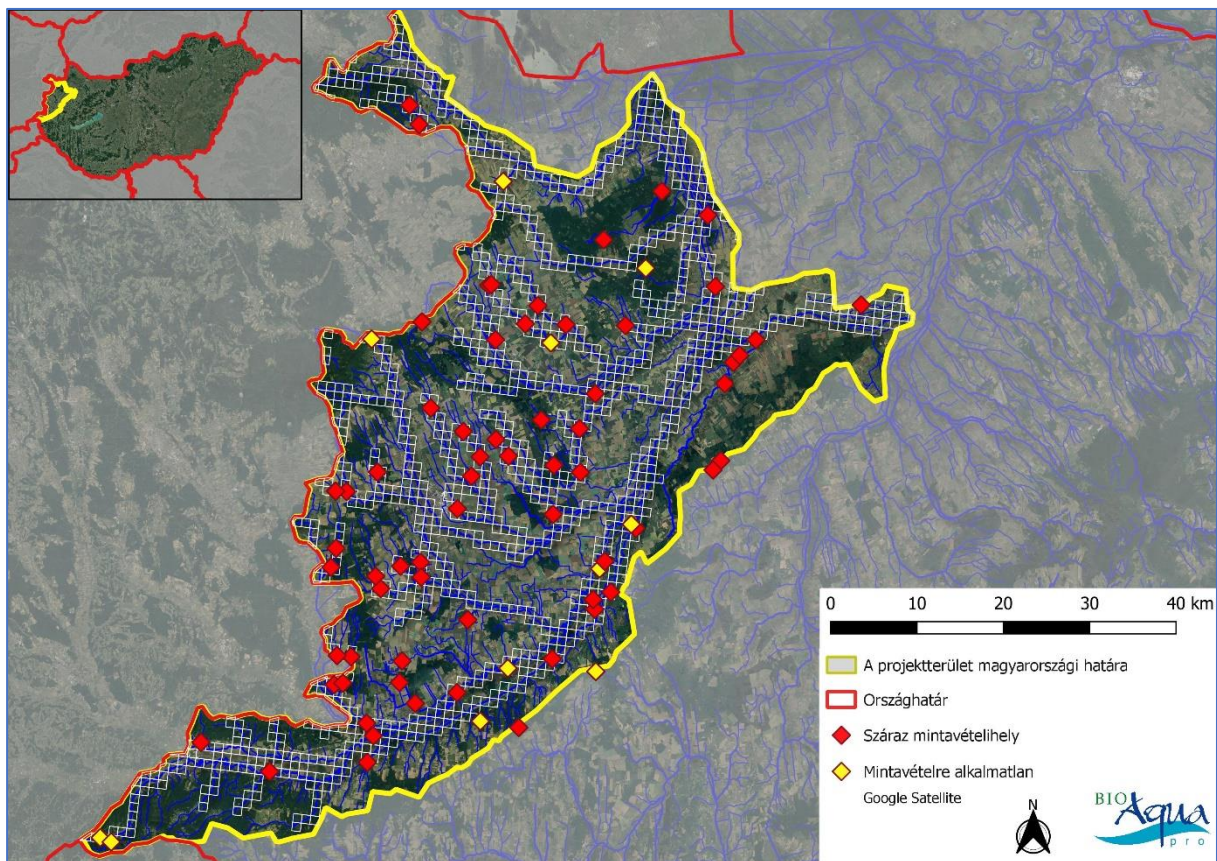 0 10 20 30 40 km
A projektterület magyarországi határa
Országhatár
Száraz mintavételihely
Mintavételre alkalmatlan
Google Satellite
N
BIO
Aqua
pro